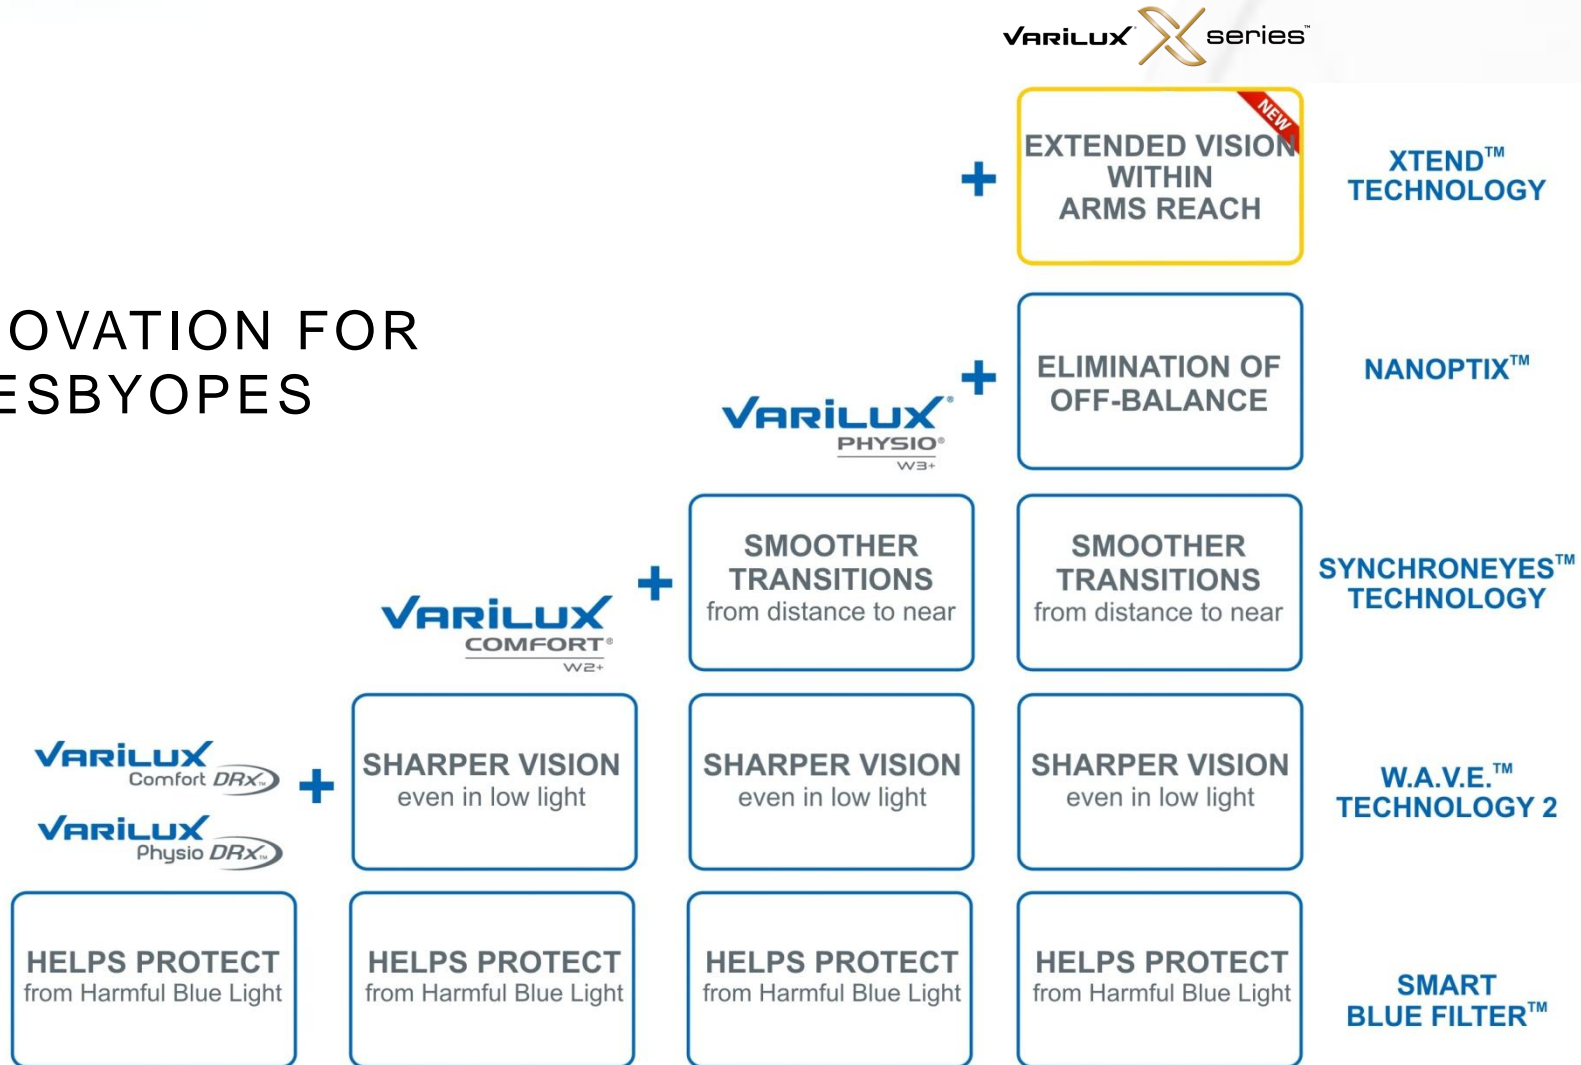 VARILUX® X series™
NEW
EXTENDED VISION
WITHIN
ARMS REACH
+
XTEND™
TECHNOLOGY
OVATION FOR
ESBYOPES
VARILUX®
PHYSIO®
W3+
+
ELIMINATION OF
OFF-BALANCE
NANOPTIX™
VARILUX
COMFORT®
W2+
+
SMOOTHER
TRANSITIONS
from distance to near
SMOOTHER
TRANSITIONS
from distance to near
SYNCHRONEYES™
TECHNOLOGY
VARILUX
Comfort DRx™
VARILUX
Physio DRx™
+
SHARPER VISION
even in low light
SHARPER VISION
even in low light
SHARPER VISION
even in low light
W.A.V.E.™
TECHNOLOGY 2
HELPS PROTECT
from Harmful Blue Light
HELPS PROTECT
from Harmful Blue Light
HELPS PROTECT
from Harmful Blue Light
HELPS PROTECT
from Harmful Blue Light
SMART
BLUE FILTER™